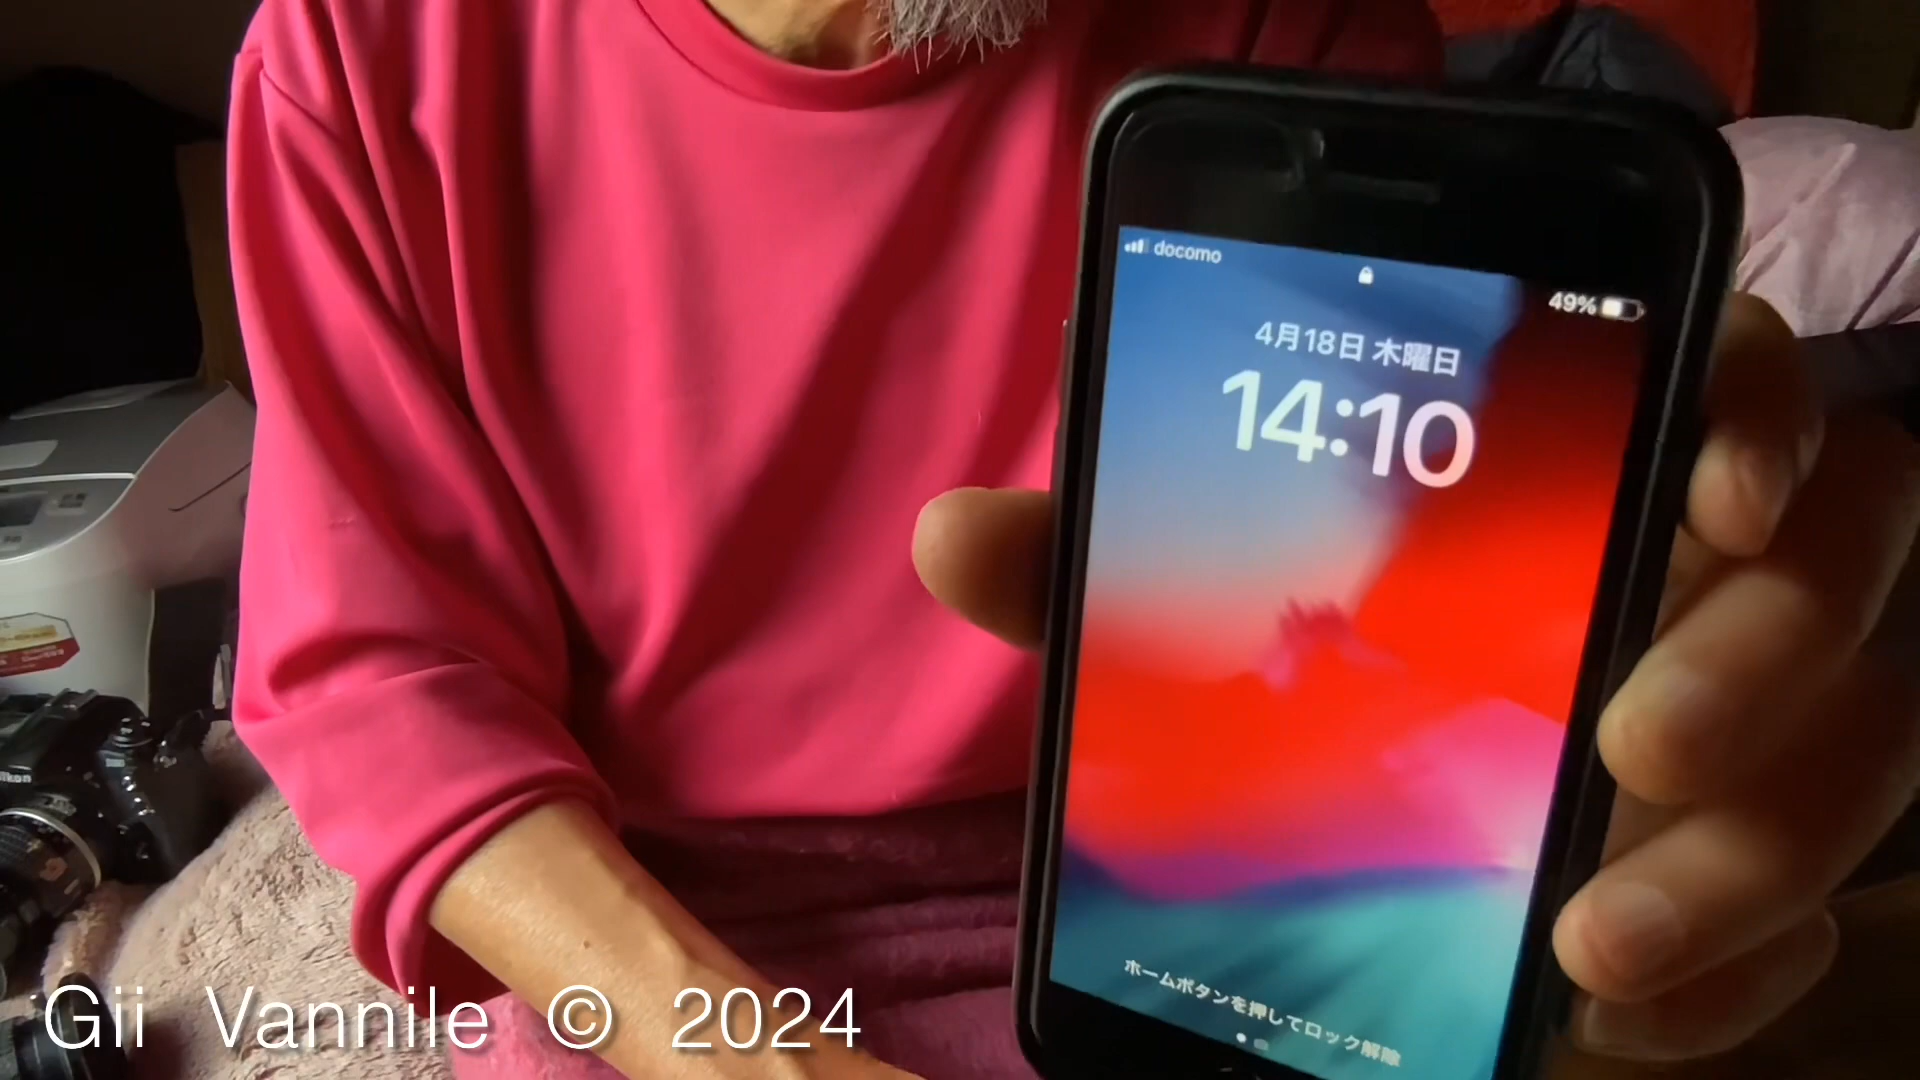 docomo
49%
4月18日 木曜日
14:10
ホームボタンを押してロック解除
Nikon
Gii Vannile © 2024